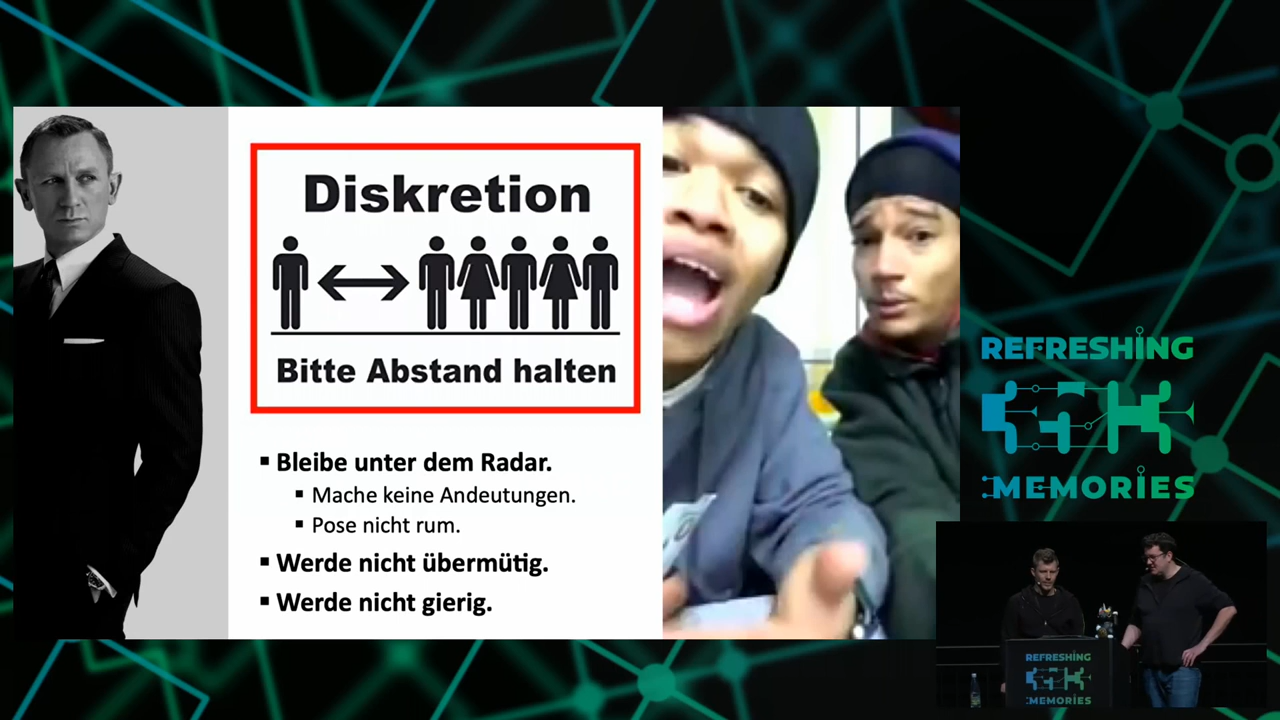 Diskretion
Bitte Abstand halten
▪ Bleibe unter dem Radar.
▪ Mache keine Andeutungen.
▪ Pose nicht rum.
▪ Werde nicht übermütig.
▪ Werde nicht gierig.
REFRESHING
MEMORIES
REFRESHING
MEMORIES